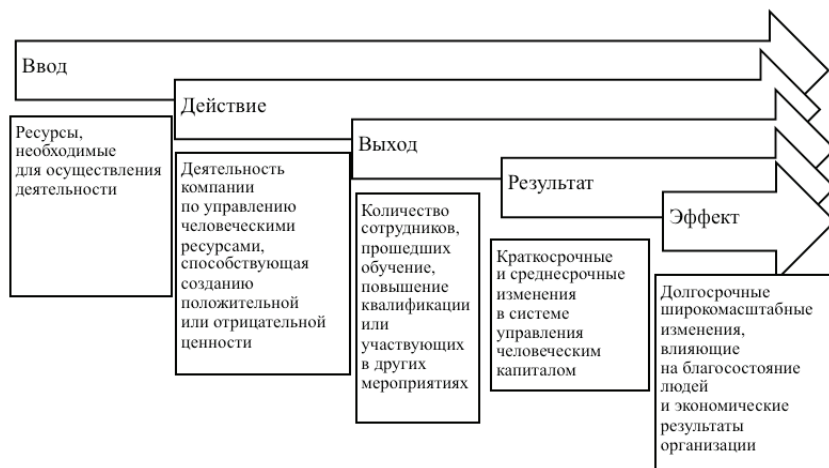 Ввод
Ресурсы,
необходимые
для осуществления
деятельности
Действие
Деятельность
компании
по управлению
человеческими
ресурсами,
способствующая
созданию
положительной
или отрицательной
ценности
Выход
Количество
сотрудников,
прошедших
обучение,
повышение
квалификации
или
участвующих
в других
мероприятиях
Результат
Краткосрочные
и среднесрочные
изменения
в системе
управления
человеческим
капиталом
Эффект
Долгосрочные
широкомасштабные
изменения,
влияющие
на благосостояние
людей
и экономические
результаты
организации